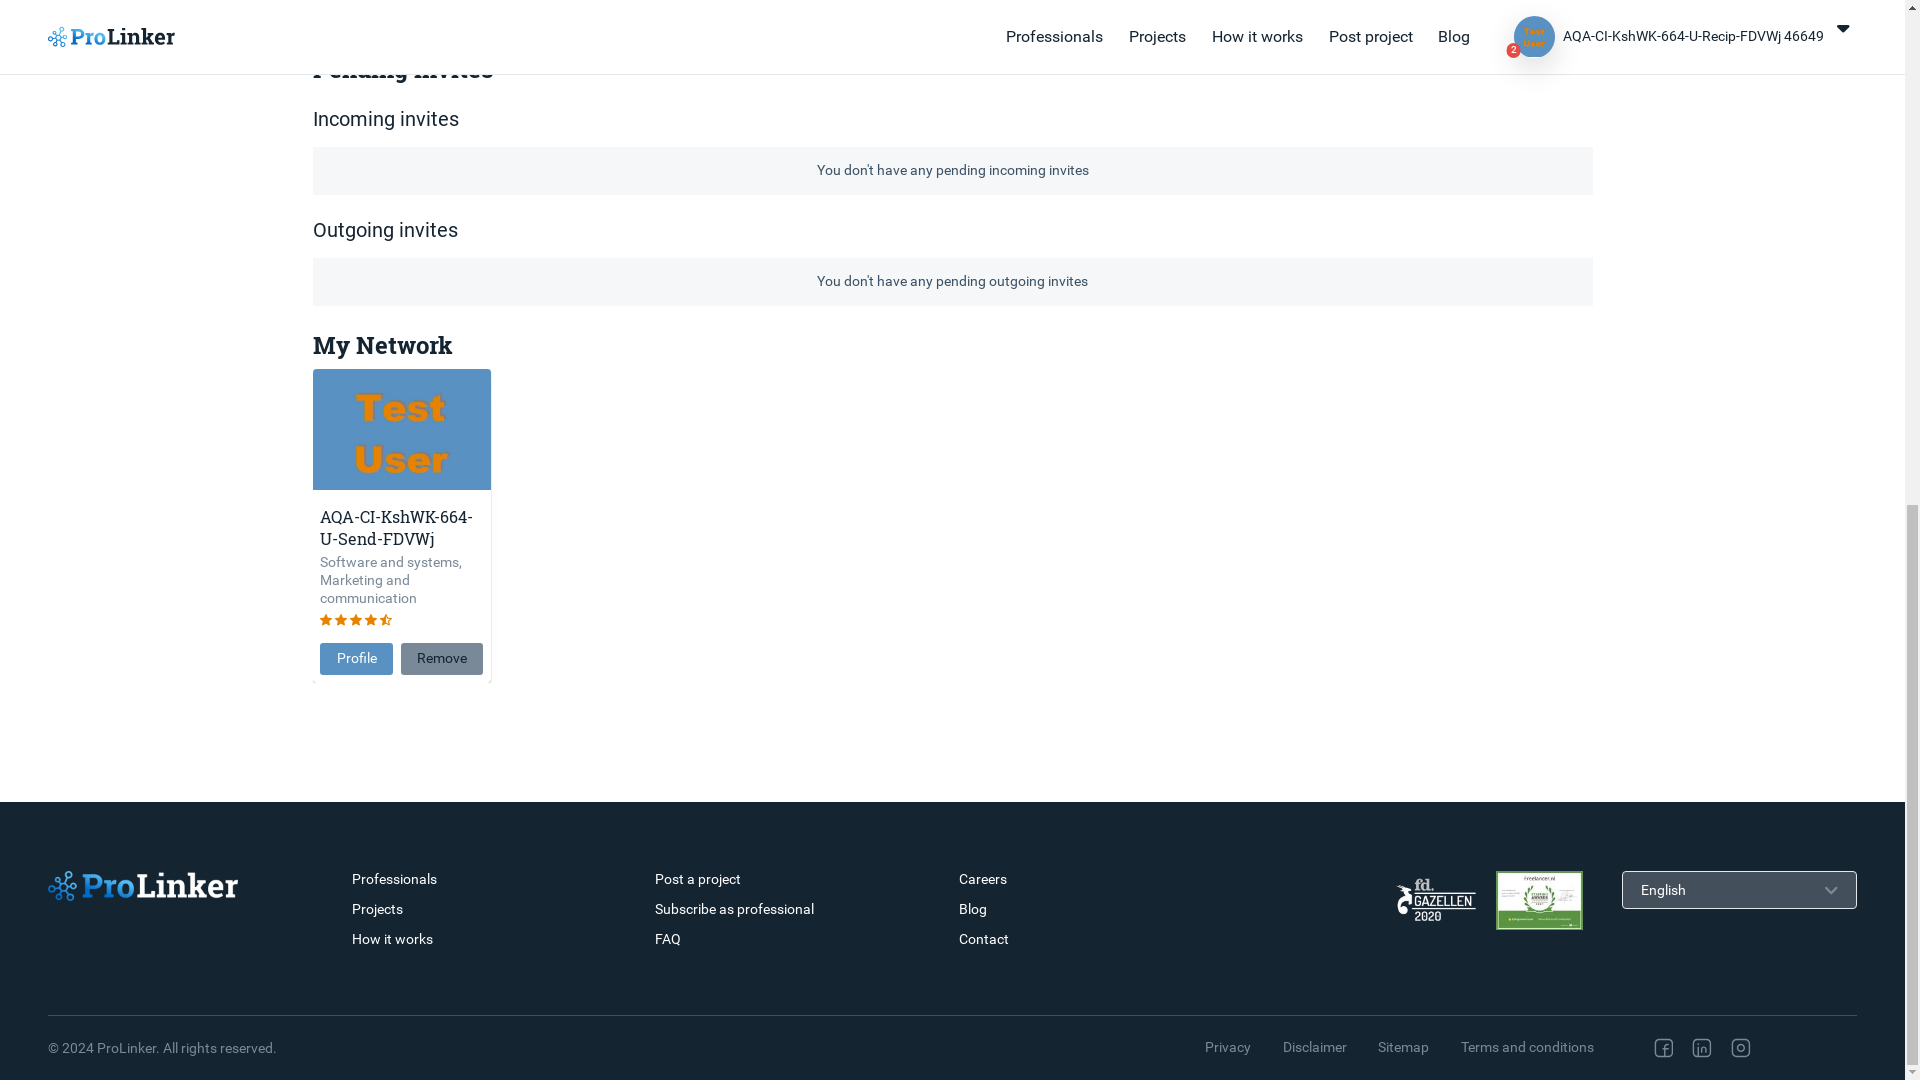 ProLinker
Professionals
Projects
How it works
Post project
Blog
Test
User
2
AQA-CI-KshWK-664-U-Recip-FDVWj 46649
Pending Invites
Incoming invites
You don't have any pending incoming invites
Outgoing invites
You don't have any pending outgoing invites
My Network
Test
User
AQA-CI-KshWK-664-
U-Send-FDVWj
Software and systems,
Marketing and
communication
Profile
Remove
ProLinker
Professionals
Projects
How it works
Post a project
Subscribe as professional
FAQ
Careers
Blog
Contact
fd.
GAZELLEN
2020
Freelancer.nl
English
© 2024 ProLinker. All rights reserved.
Privacy
Disclaimer
Sitemap
Terms and conditions